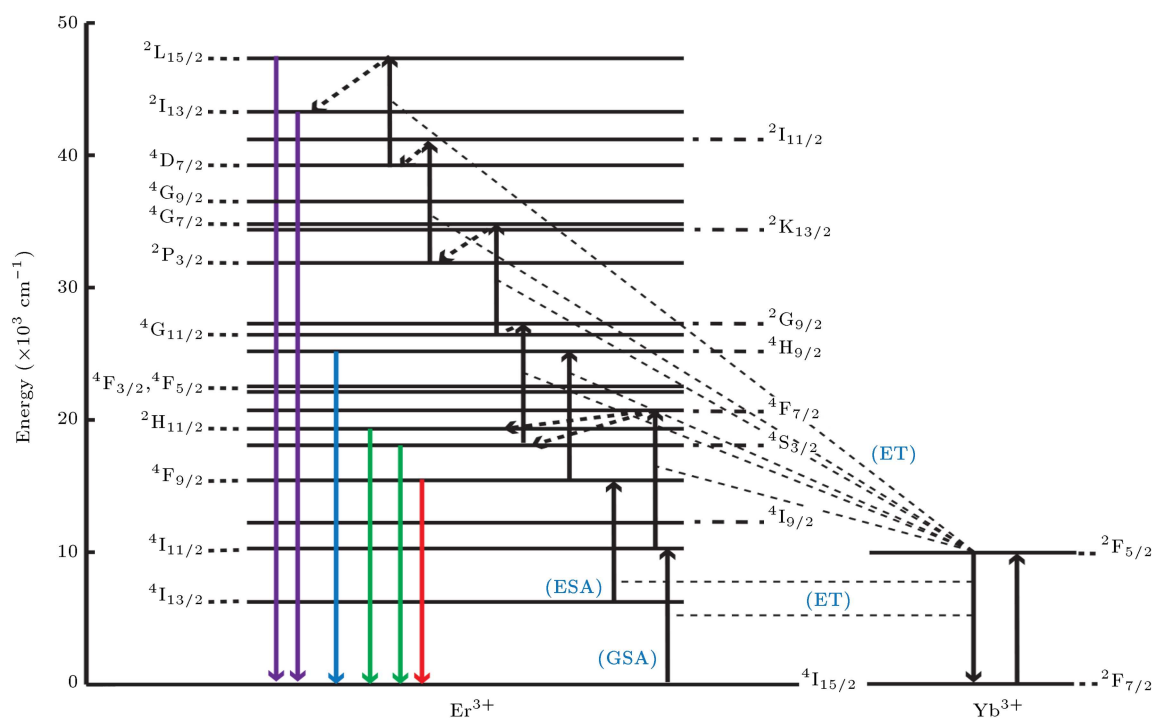 Energy (×10³ cm⁻¹)
50
40
30
20
10
0
²L₁₅/₂
²I₁₃/₂
²I₁₁/₂
⁴D₇/₂
⁴G₉/₂
⁴G₇/₂
²K₁₃/₂
²P₃/₂
²G₉/₂
⁴G₁₁/₂
⁴H₉/₂
⁴F₃/₂,⁴F₅/₂
⁴F₇/₂
²H₁₁/₂
⁴S₃/₂
(ET)
⁴F₉/₂
⁴I₉/₂
⁴I₁₁/₂
²F₅/₂
(ESA)
⁴I₁₃/₂
(ET)
(GSA)
⁴I₁₅/₂
²F₇/₂
Er³⁺
Yb³⁺